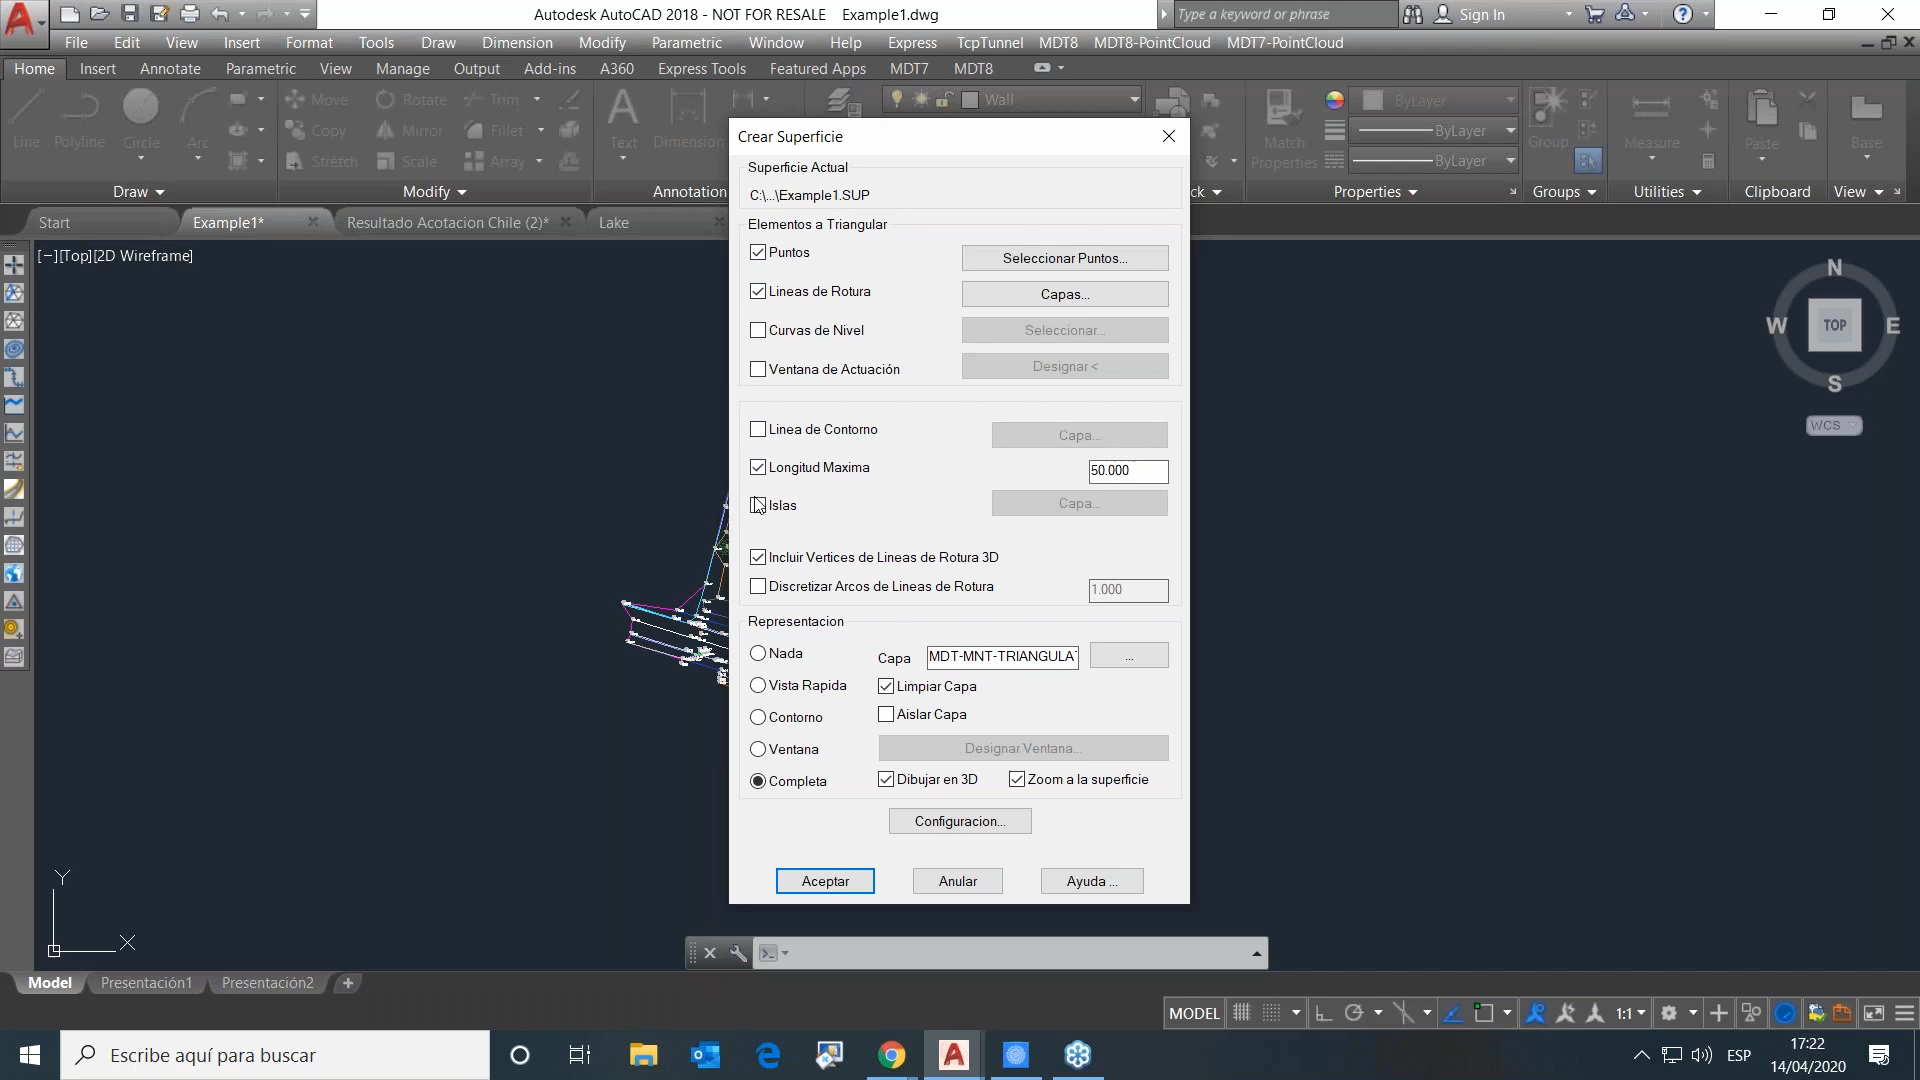 Autodesk AutoCAD 2018 - NOT FOR RESALE Example1.dwg
Type a keyword or phrase
Sign In
File Edit View Insert Format Tools Draw Dimension Modify Parametric Window Help Express TcpTunnel MDT8 MDT8-PointCloud MDT7-PointCloud
Home Insert Annotate Parametric View Manage Output Add-ins A360 Express Tools Featured Apps MDT7 MDT8
Line Polyline Circle Arc
Move Rotate Trim
Copy Mirror Fillet
Stretch Scale Array
Text Dimension
Wall
Match
Properties
ByLayer
ByLayer
ByLayer
Group
Measure
Paste
Base
Draw Modify Annotation ck Properties Groups Utilities Clipboard View
Start Example1* Resultado Acotacion Chile (2)* Lake
[−][Top][2D Wireframe]
N
W TOP E
S
WCS
Crear Superficie
Superficie Actual
C:\...\Example1.SUP
Elementos a Triangular
Puntos Seleccionar Puntos...
Lineas de Rotura Capas...
Curvas de Nivel Seleccionar...
Ventana de Actuación Designar <
Linea de Contorno Capa...
Longitud Maxima 50.000
Islas Capa...
Incluir Vertices de Lineas de Rotura 3D
Discretizar Arcos de Lineas de Rotura 1.000
Representacion
Nada Capa MDT-MNT-TRIANGULA ...
Vista Rapida Limpiar Capa
Contorno Aislar Capa
Ventana Designar Ventana...
Completa Dibujar en 3D Zoom a la superficie
Configuracion...
Aceptar Anular Ayuda ...
Y
X
Model Presentación1 Presentación2 +
MODEL 1:1
Escribe aquí para buscar
ESP
17:22
14/04/2020